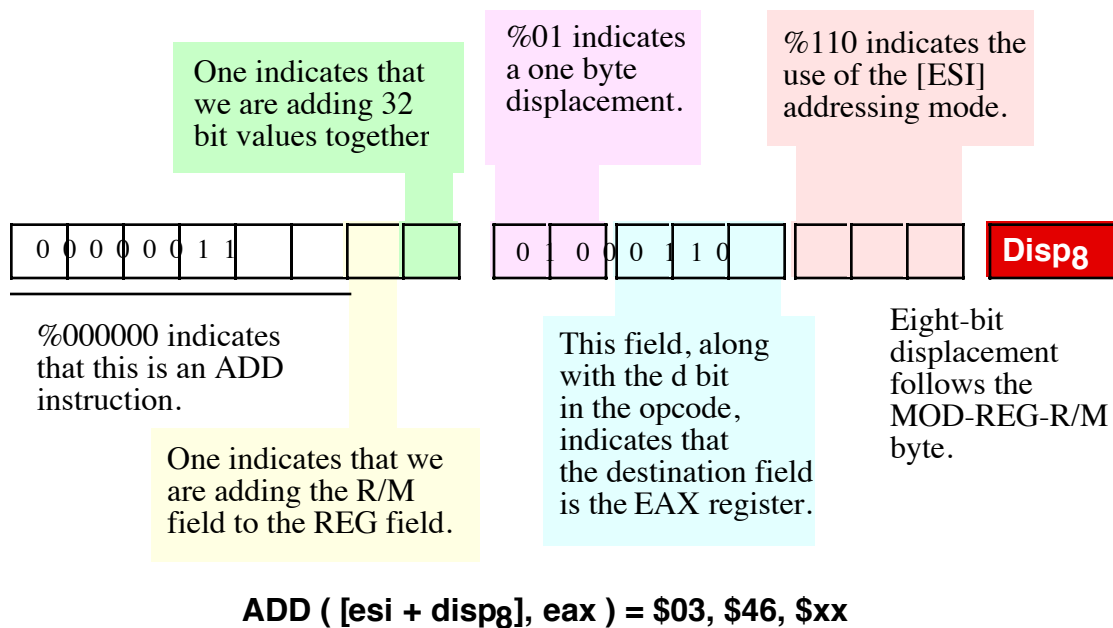 One indicates that
we are adding 32
bit values together
%01 indicates
a one byte
displacement.
%110 indicates the
use of the [ESI]
addressing mode.
0 0 0 0 0 0 1 1
0 1 0 0 0 1 1 0
Disp8
%000000 indicates
that this is an ADD
instruction.
One indicates that we
are adding the R/M
field to the REG field.
This field, along
with the d bit
in the opcode,
indicates that
the destination field
is the EAX register.
Eight-bit
displacement
follows the
MOD-REG-R/M
byte.
ADD ( [esi + disp8], eax ) = $03, $46, $xx